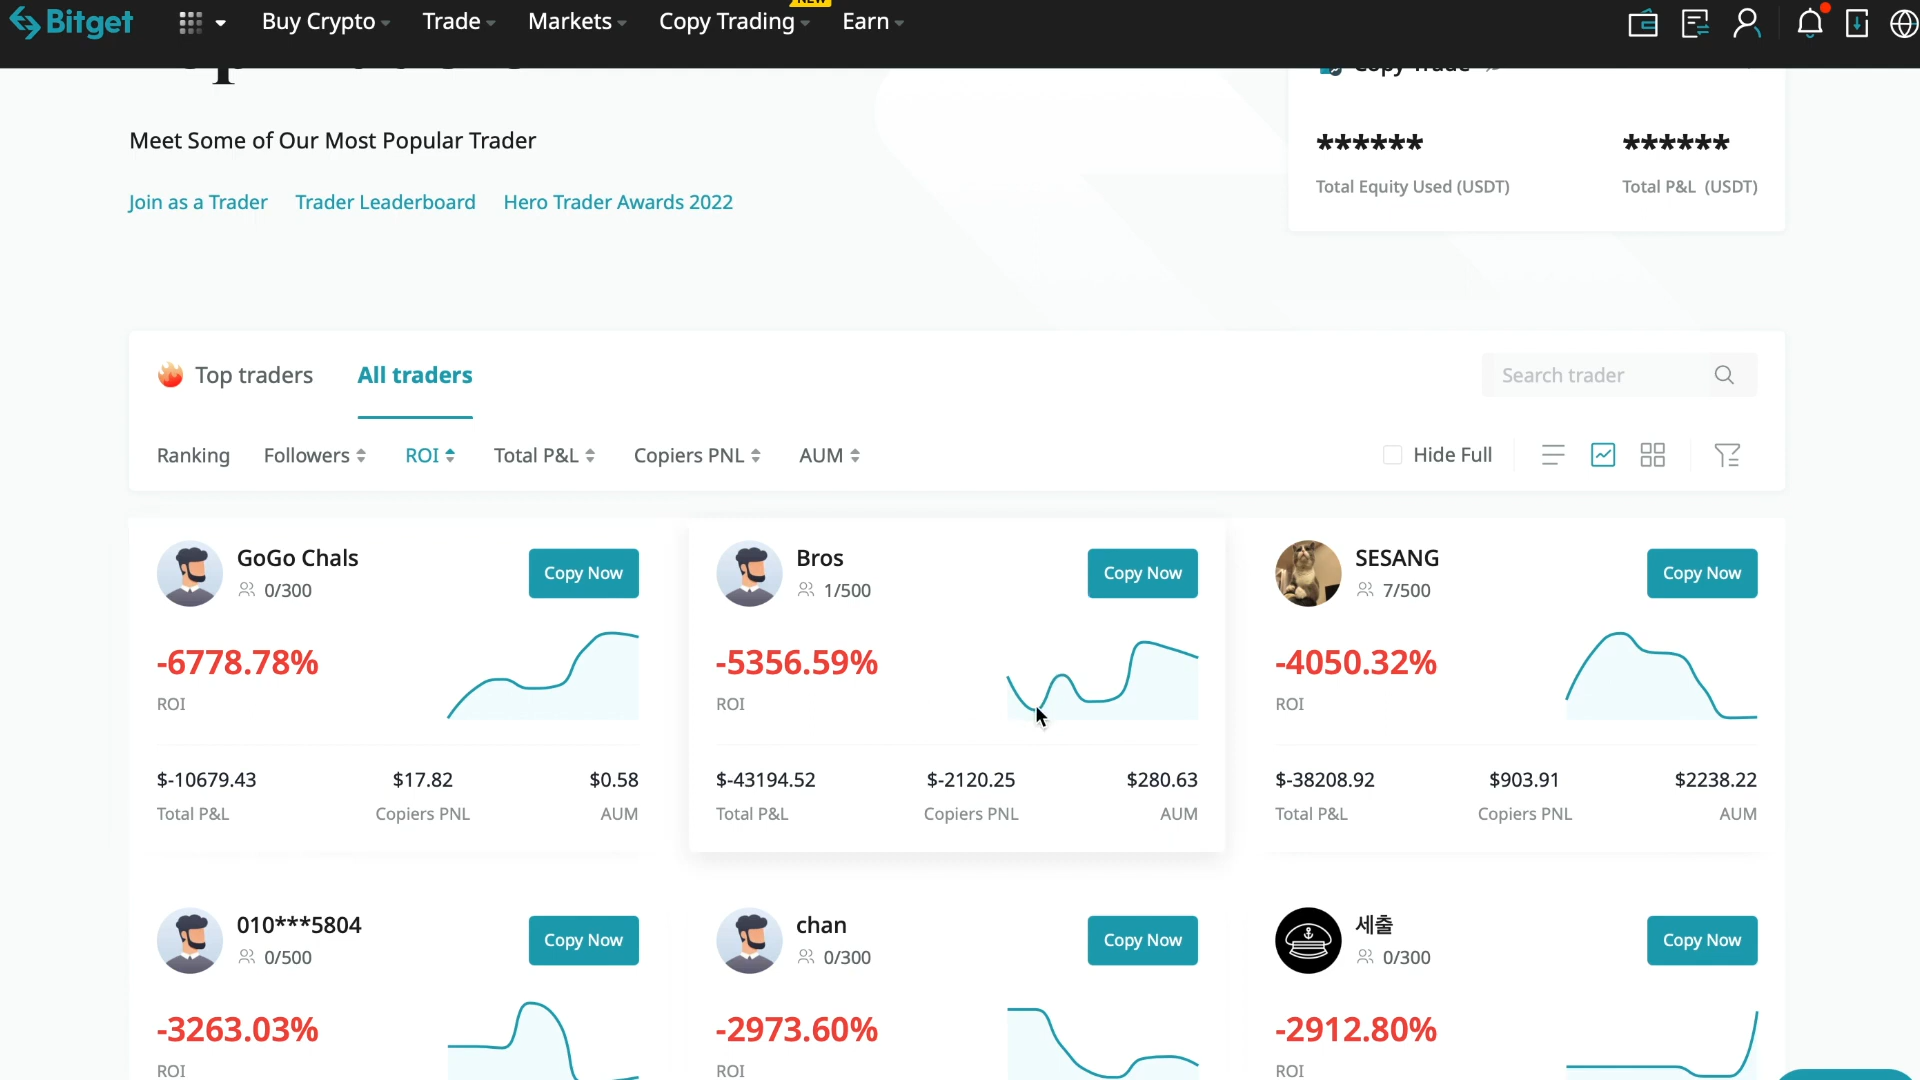 Bitget
Buy Crypto
Trade
Markets
Copy Trading
NEW
Earn
Copy Trade
Meet Some of Our Most Popular Trader
Join as a Trader Trader Leaderboard Hero Trader Awards 2022
****** ******
Total Equity Used (USDT) Total P&L (USDT)
Top traders All traders
Search trader
Ranking Followers ROI Total P&L Copiers PNL AUM
Hide Full
GoGo Chals
0/300
Copy Now
-6778.78%
ROI
$-10679.43 $17.82 $0.58
Total P&L Copiers PNL AUM
Bros
1/500
Copy Now
-5356.59%
ROI
$-43194.52 $-2120.25 $280.63
Total P&L Copiers PNL AUM
SESANG
7/500
Copy Now
-4050.32%
ROI
$-38208.92 $903.91 $2238.22
Total P&L Copiers PNL AUM
010***5804
0/500
Copy Now
-3263.03%
ROI
chan
0/300
Copy Now
-2973.60%
ROI
세출
0/300
Copy Now
-2912.80%
ROI